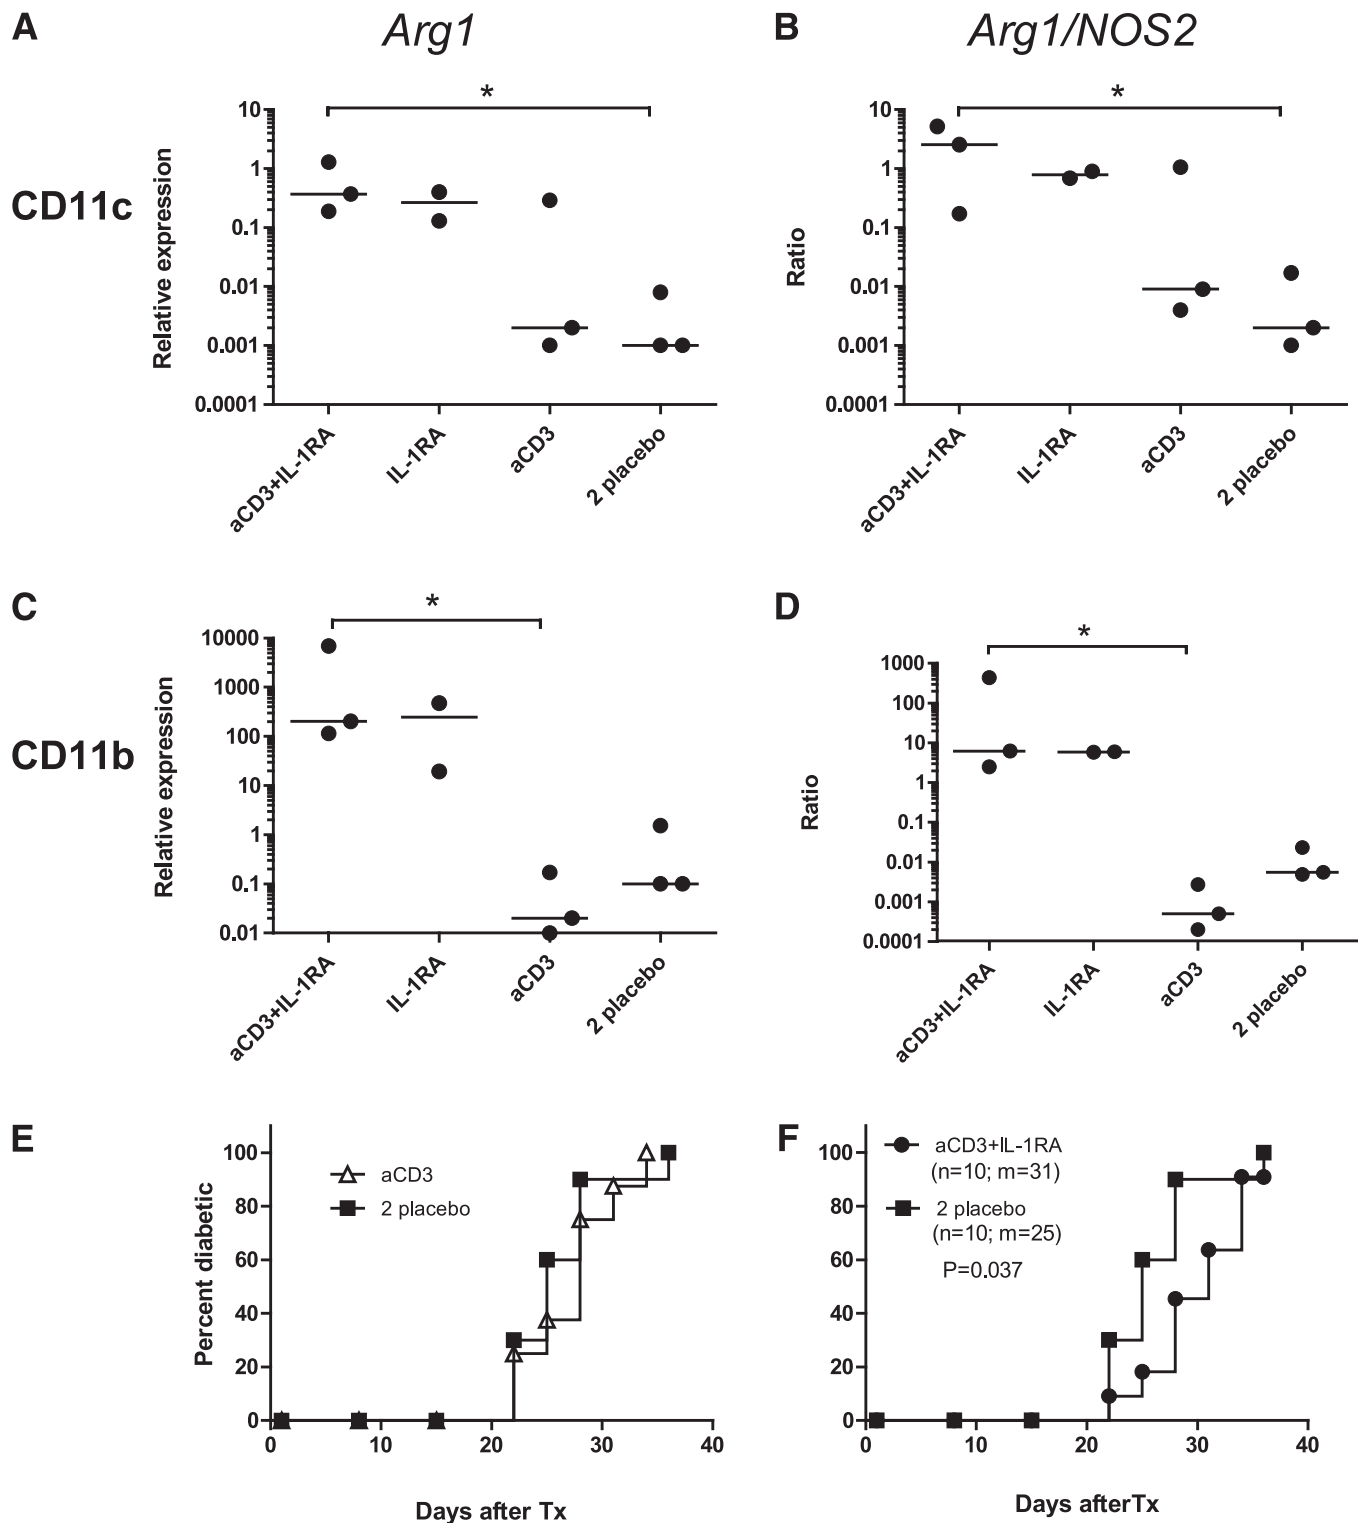 A
Arg1
*
10
1
0.1
0.01
0.001
0.0001
Relative expression
CD11c
aCD3+IL-1RA
IL-1RA
aCD3
2 placebo
B
Arg1/NOS2
*
10
1
0.1
0.01
0.001
0.0001
Ratio
aCD3+IL-1RA
IL-1RA
aCD3
2 placebo
C
*
10000
1000
100
10
1
0.1
0.01
Relative expression
CD11b
aCD3+IL-1RA
IL-1RA
aCD3
2 placebo
D
*
1000
100
10
1
0.1
0.01
0.001
0.0001
Ratio
aCD3+IL-1RA
IL-1RA
aCD3
2 placebo
E
100
80
60
40
20
0
Percent diabetic
aCD3
2 placebo
0
10
20
30
40
Days after Tx
F
100
80
60
40
20
0
aCD3+IL-1RA
(n=10; m=31)
2 placebo
(n=10; m=25)
P=0.037
0
10
20
30
40
Days afterTx